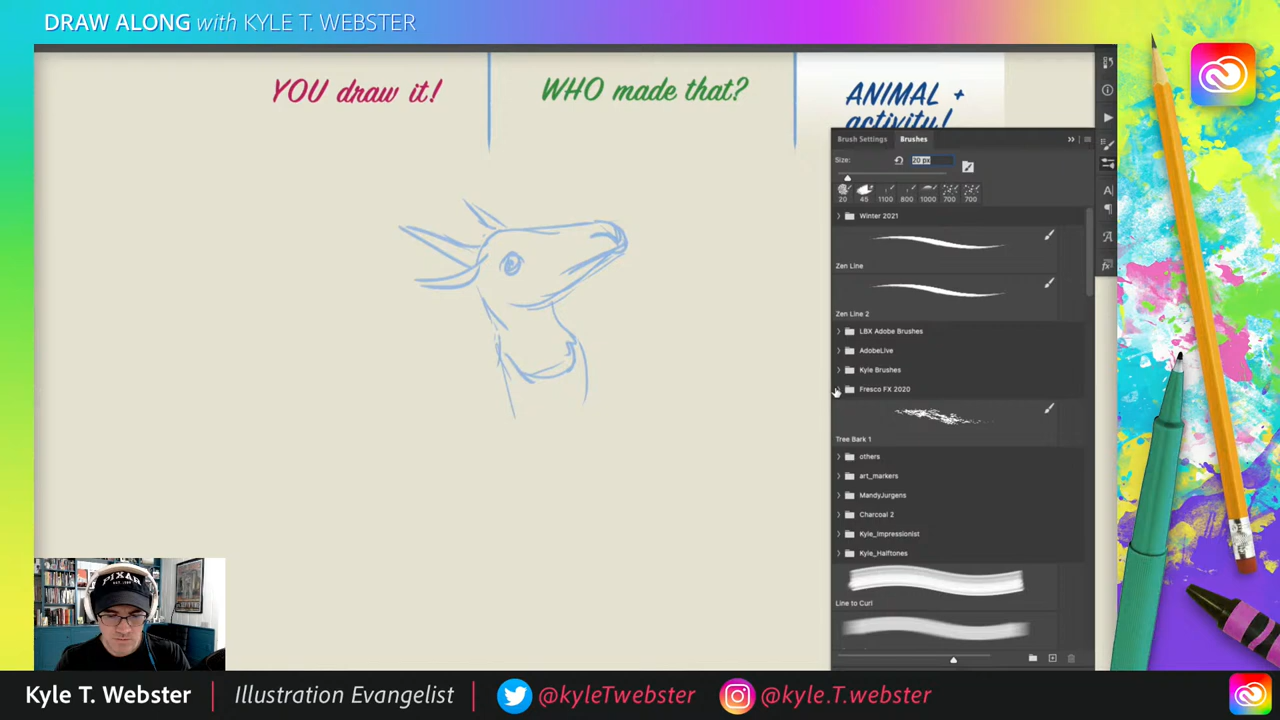 DRAW ALONG with KYLE T. WEBSTER
YOU draw it!
WHO made that?
ANIMAL +
activity!
Brush Settings
Brushes
Size:
20 px
20
45
1100
800
1000
700
700
Winter 2021
Zen Line
Zen Line 2
LBX Adobe Brushes
AdobeLive
Kyle Brushes
Fresco FX 2020
Tree Bark 1
others
art_markers
MandyJurgens
Charcoal 2
Kyle_Impressionist
Kyle_Halftones
Line to Curl
PIXAR
Kyle T. Webster | Illustration Evangelist @kyleTwebster @kyle.T.webster